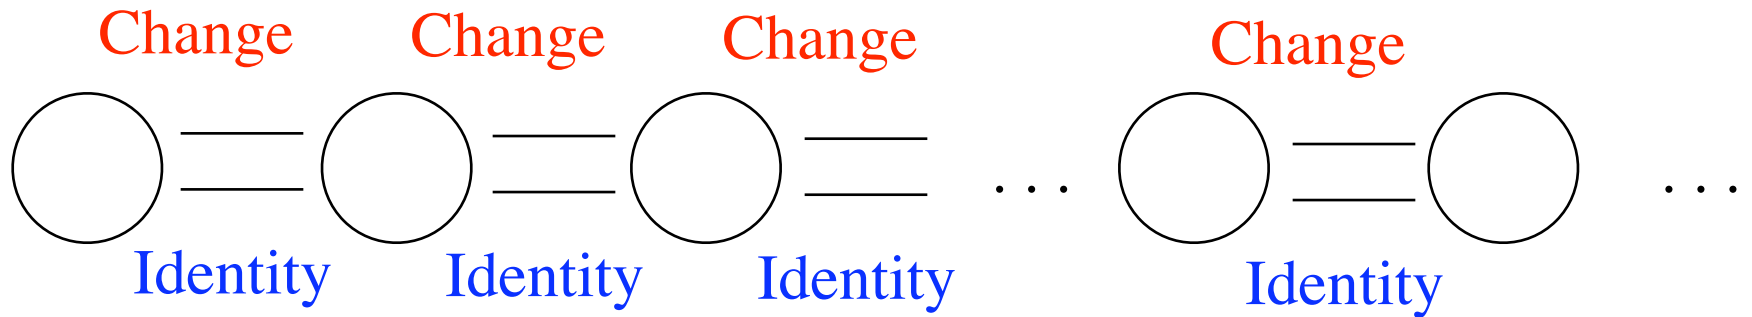 Change Change Change Change
. . . . . .
Identity Identity Identity Identity